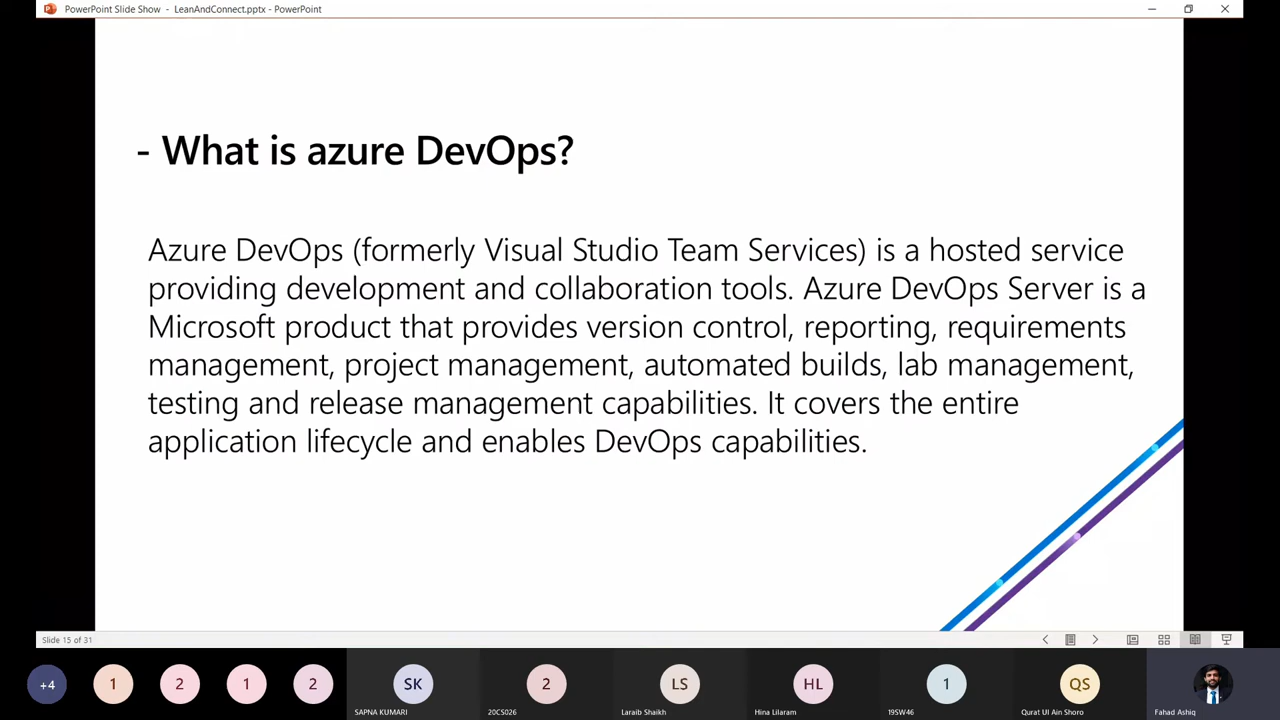 PowerPoint Slide Show - LeanAndConnect.pptx - PowerPoint
- What is azure DevOps?
Azure DevOps (formerly Visual Studio Team Services) is a hosted service
providing development and collaboration tools. Azure DevOps Server is a
Microsoft product that provides version control, reporting, requirements
management, project management, automated builds, lab management,
testing and release management capabilities. It covers the entire
application lifecycle and enables DevOps capabilities.
Slide 15 of 31
+4 1 2 1 2 SK 2 LS HL 1 QS
SAPNA KUMARI 20CS026 Laraib Shaikh Hina Lilaram 19SW46 Qurat Ul Ain Shoro Fahad Ashiq